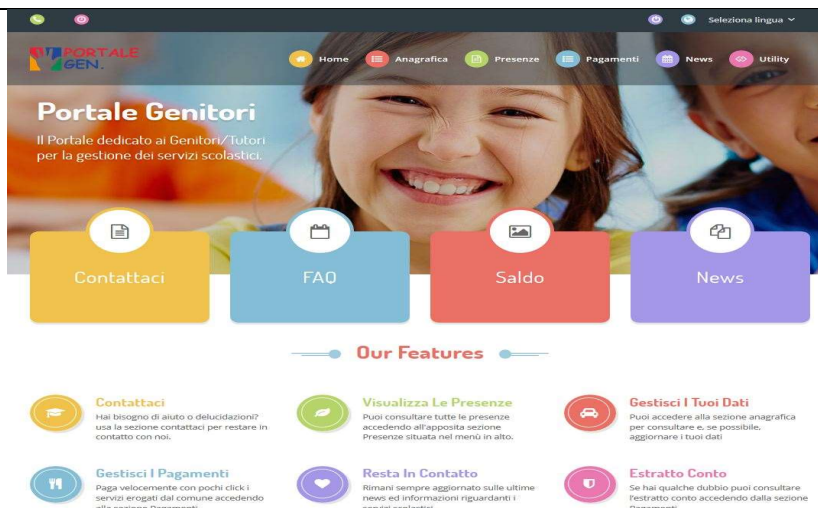 Seleziona lingua
PORTALE
GEN.
Home
Anagrafica
Presenze
Pagamenti
News
Utility
Portale Genitori
Il Portale dedicato ai Genitori/Tutori
per la gestione dei servizi scolastici.
Contattaci
FAQ
Saldo
News
Our Features
Contattaci
Hai bisogno di aiuto o delucidazioni?
usa la sezione contattaci per restare in
contatto con noi.
Visualizza Le Presenze
Puoi consultare tutte le presenze
accedendo all'apposita sezione
Presenze situata nel menù in alto.
Gestisci I Tuoi Dati
Puoi accedere alla sezione anagrafica
per consultare e, se possibile,
aggiornare i tuoi dati
Gestisci I Pagamenti
Paga velocemente con pochi click i
servizi erogati dal comune accedendo
alla sezione Pagamenti
Resta In Contatto
Rimani sempre aggiornato sulle ultime
news ed informazioni riguardanti i
servizi scolastici
Estratto Conto
Se hai qualche dubbio puoi consultare
l'estratto conto accedendo dalla sezione
Pagamenti